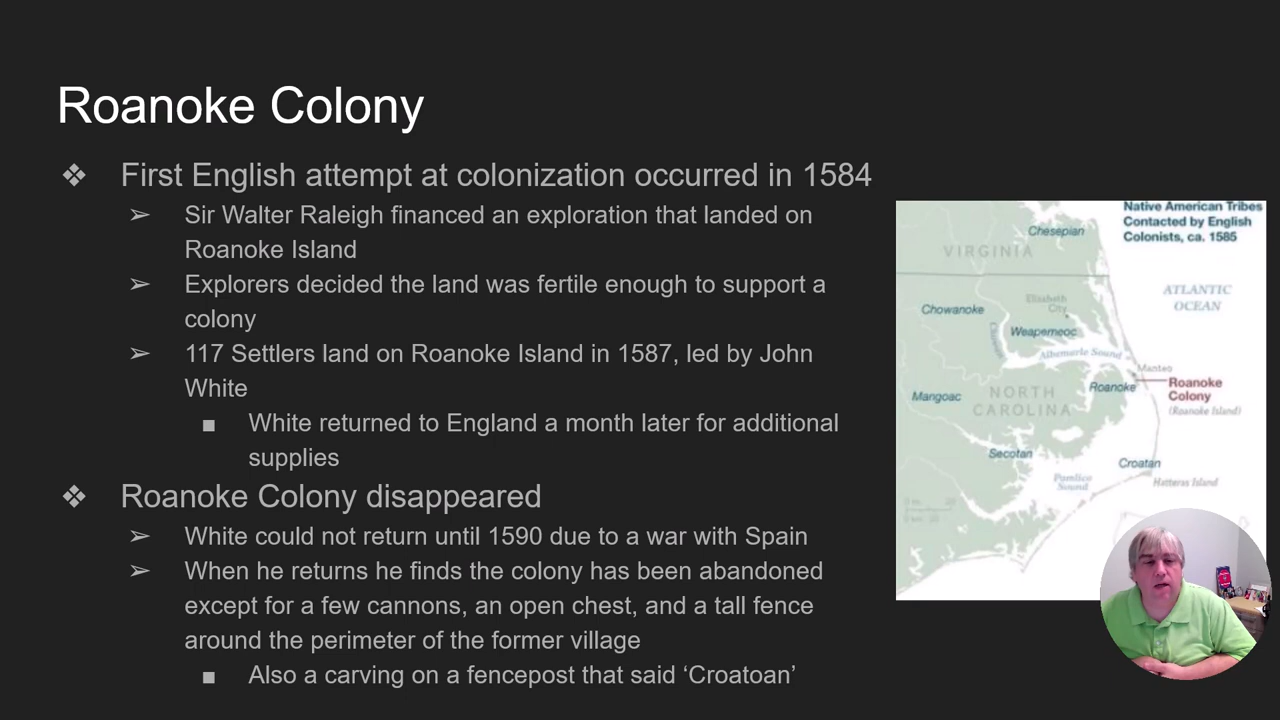 Roanoke Colony
❖ First English attempt at colonization occurred in 1584
➢ Sir Walter Raleigh financed an exploration that landed on
Roanoke Island
➢ Explorers decided the land was fertile enough to support a
colony
➢ 117 Settlers land on Roanoke Island in 1587, led by John
White
■ White returned to England a month later for additional
supplies
❖ Roanoke Colony disappeared
➢ White could not return until 1590 due to a war with Spain
➢ When he returns he finds the colony has been abandoned
except for a few cannons, an open chest, and a tall fence
around the perimeter of the former village
■ Also a carving on a fencepost that said ‘Croatoan’
Native American Tribes
Contacted by English
Colonists, ca. 1585
Chesepian
VIRGINIA
ATLANTIC
OCEAN
Elizabeth
City
Chowanoke
Weapemeoc
Albemarle Sound
Manteo
Roanoke
Roanoke
Colony
(Roanoke Island)
Mangoac
NORTH
CAROLINA
Secotan
Croatan
Pamlico
Sound
Hatteras Island